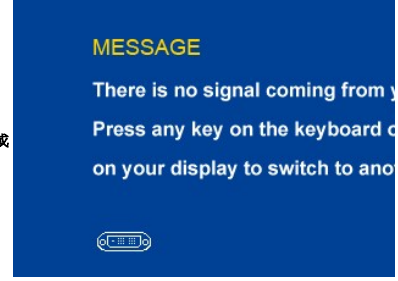 MESSAGE
There is no signal coming from
Press any key on the keyboard
on your display to switch to
或